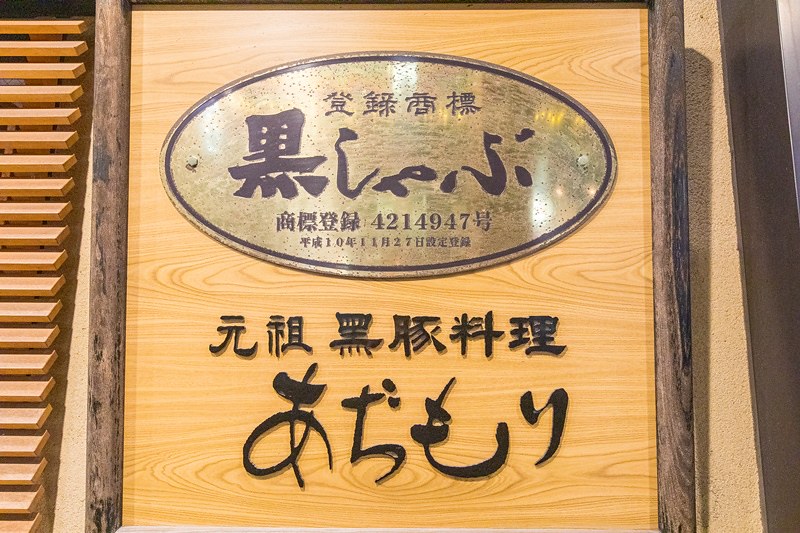 登録商標
黒しゃぶ
商標登録 4214947号
平成10年11月27日設定登録
元祖 黑豚料理
あぢもり